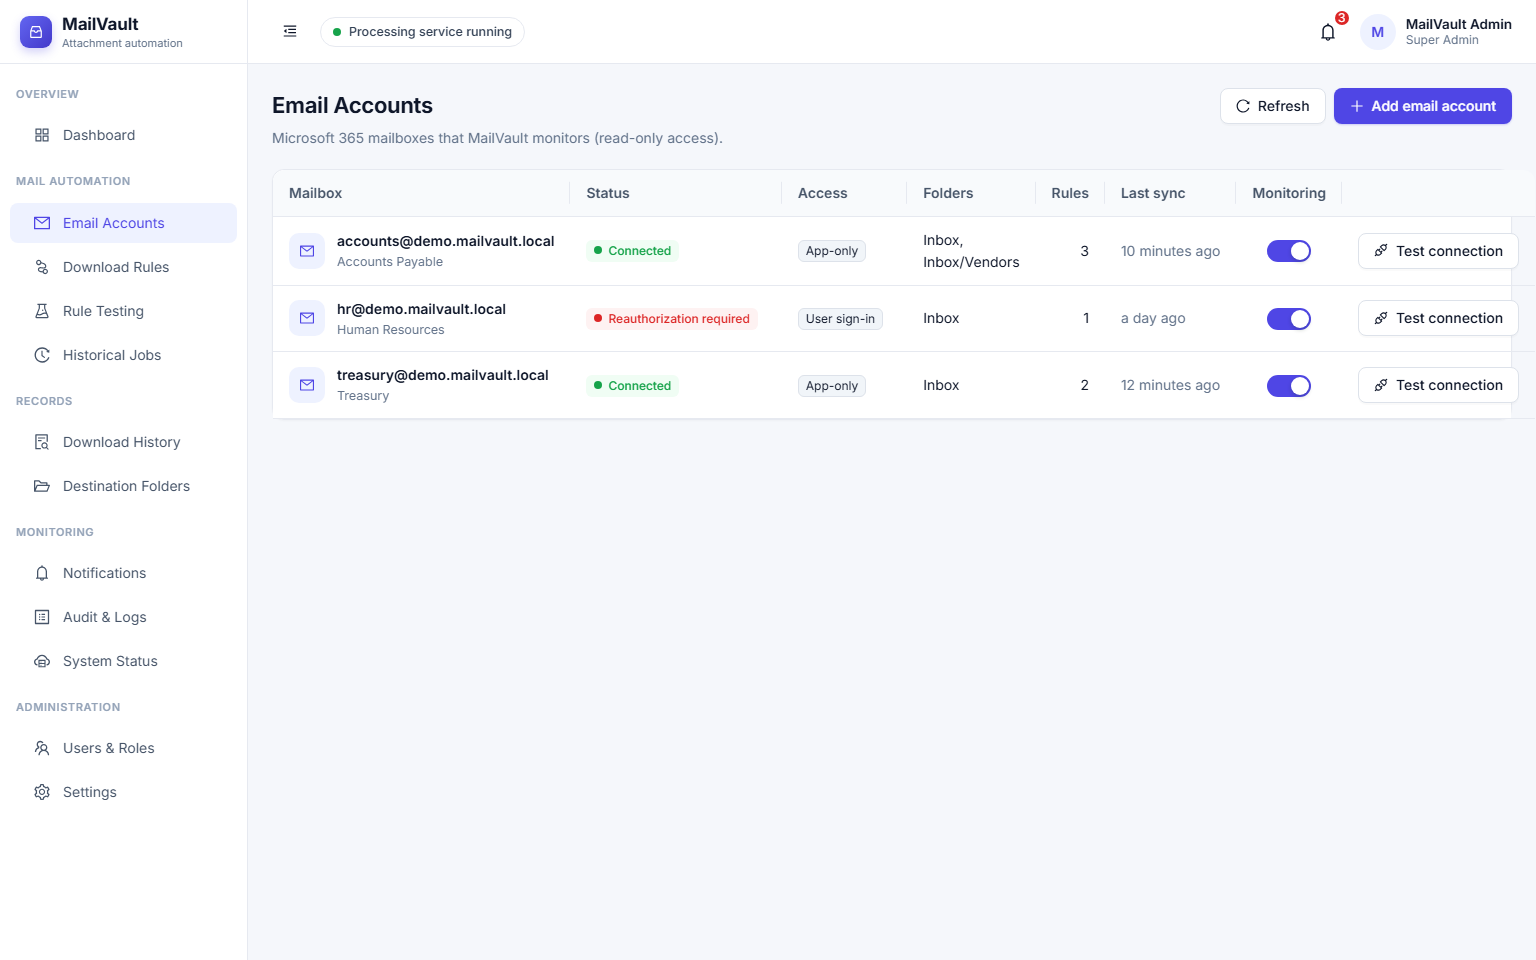 MailVault
Attachment automation
Processing service running
3
M
MailVault Admin
Super Admin
OVERVIEW
Dashboard
MAIL AUTOMATION
Email Accounts
Download Rules
Rule Testing
Historical Jobs
RECORDS
Download History
Destination Folders
MONITORING
Notifications
Audit & Logs
System Status
ADMINISTRATION
Users & Roles
Settings
Email Accounts
Microsoft 365 mailboxes that MailVault monitors (read-only access).
Refresh
Add email account
Mailbox Status Access Folders Rules Last sync Monitoring
accounts@demo.mailvault.local
Accounts Payable
Connected
App-only
Inbox,
Inbox/Vendors
3
10 minutes ago
Test connection
hr@demo.mailvault.local
Human Resources
Reauthorization required
User sign-in
Inbox
1
a day ago
Test connection
treasury@demo.mailvault.local
Treasury
Connected
App-only
Inbox
2
12 minutes ago
Test connection